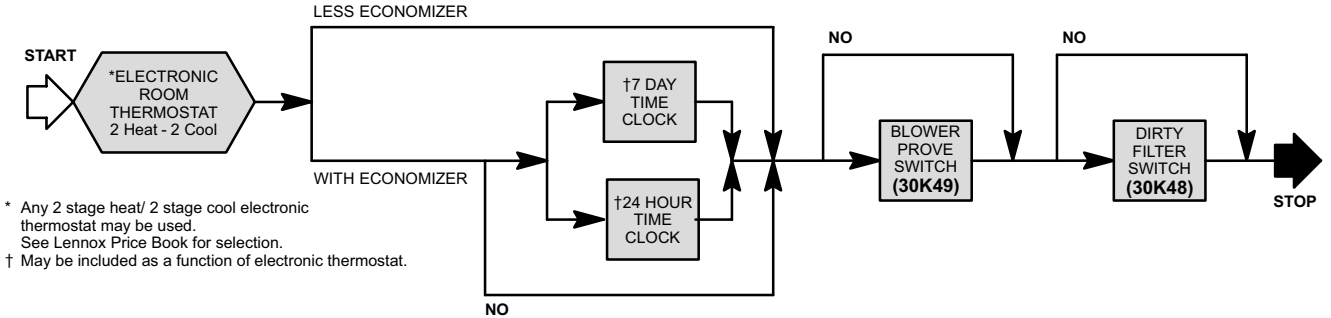 LESS ECONOMIZER
START
*ELECTRONIC
ROOM
THERMOSTAT
2 Heat - 2 Cool
†7 DAY
TIME
CLOCK
†24 HOUR
TIME
CLOCK
WITH ECONOMIZER
NO
NO
BLOWER
PROVE
SWITCH
(30K49)
NO
DIRTY
FILTER
SWITCH
(30K48)
STOP
* Any 2 stage heat/ 2 stage cool electronic
thermostat may be used.
See Lennox Price Book for selection.
† May be included as a function of electronic thermostat.